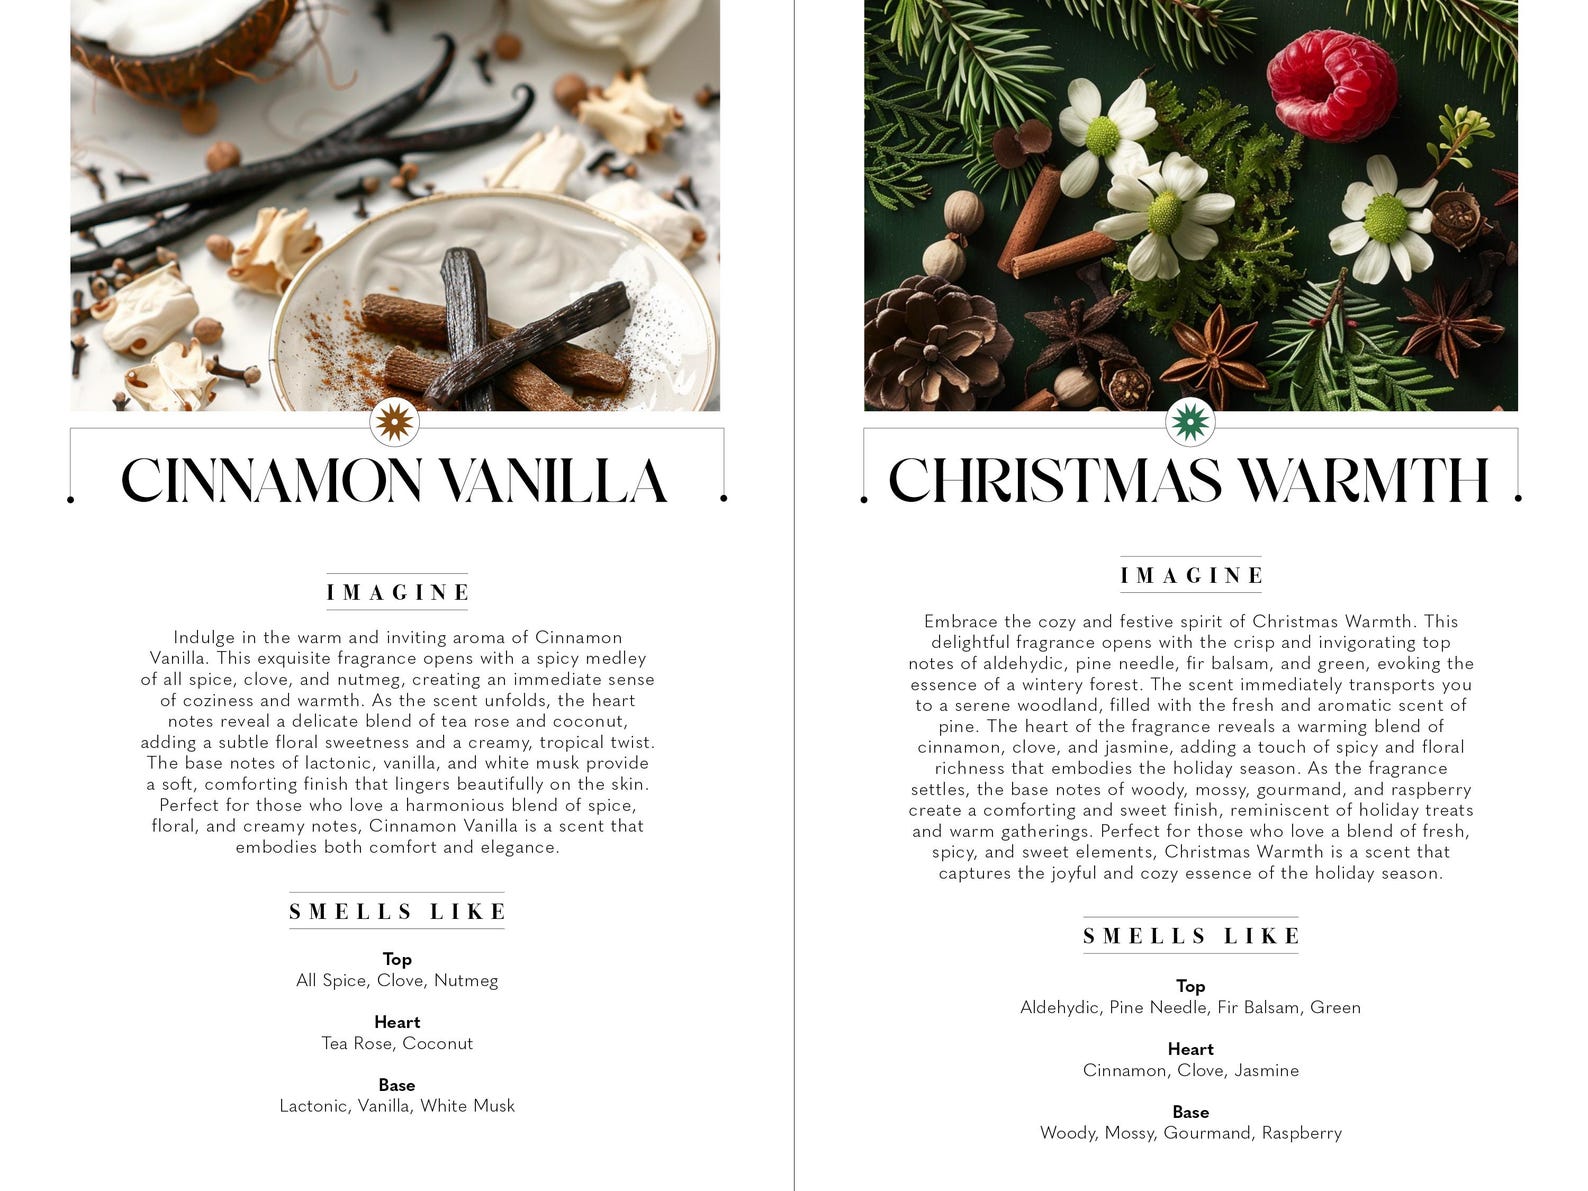 CINNAMON VANILLA
IMAGINE
Indulge in the warm and inviting aroma of Cinnamon
Vanilla. This exquisite fragrance opens with a spicy medley
of all spice, clove, and nutmeg, creating an immediate sense
of coziness and warmth. As the scent unfolds, the heart
notes reveal a delicate blend of tea rose and coconut,
adding a subtle floral sweetness and a creamy, tropical twist.
The base notes of lactonic, vanilla, and white musk provide
a soft, comforting finish that lingers beautifully on the skin.
Perfect for those who love a harmonious blend of spice,
floral, and creamy notes, Cinnamon Vanilla is a scent that
embodies both comfort and elegance.
SMELLS LIKE
Top
All Spice, Clove, Nutmeg
Heart
Tea Rose, Coconut
Base
Lactonic, Vanilla, White Musk
CHRISTMAS WARMTH
IMAGINE
Embrace the cozy and festive spirit of Christmas Warmth. This
delightful fragrance opens with the crisp and invigorating top
notes of aldehydic, pine needle, fir balsam, and green, evoking the
essence of a wintery forest. The scent immediately transports you
to a serene woodland, filled with the fresh and aromatic scent of
pine. The heart of the fragrance reveals a warming blend of
cinnamon, clove, and jasmine, adding a touch of spicy and floral
richness that embodies the holiday season. As the fragrance
settles, the base notes of woody, mossy, gourmand, and raspberry
create a comforting and sweet finish, reminiscent of holiday treats
and warm gatherings. Perfect for those who love a blend of fresh,
spicy, and sweet elements, Christmas Warmth is a scent that
captures the joyful and cozy essence of the holiday season.
SMELLS LIKE
Top
Aldehydic, Pine Needle, Fir Balsam, Green
Heart
Cinnamon, Clove, Jasmine
Base
Woody, Mossy, Gourmand, Raspberry